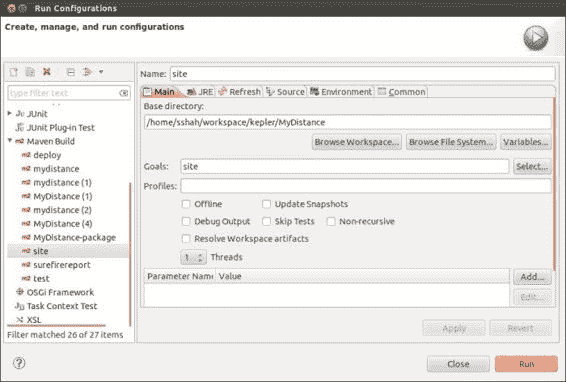 Run Configurations
Create, manage, and run configurations
type filter text
JUnit
JUnit Plug-in Test
Maven Build
deploy
mydistance
mydistance (1)
MyDistance (1)
mydistance (2)
MyDistance (4)
MyDistance-package
site
surefirereport
test
OSGi Framework
Task Context Test
XSL
Filter matched 26 of 27 items
Name: site
Main JRE Refresh Source Environment Common
Base directory:
/home/sshah/workspace/kepler/MyDistance
Browse Workspace... Browse File System... Variables...
Goals: site Select...
Profiles:
Offline Update Snapshots
Debug Output Skip Tests Non-recursive
Resolve Workspace artifacts
1 Threads
Parameter Name Value Add...
Edit...
Apply Revert
Close Run